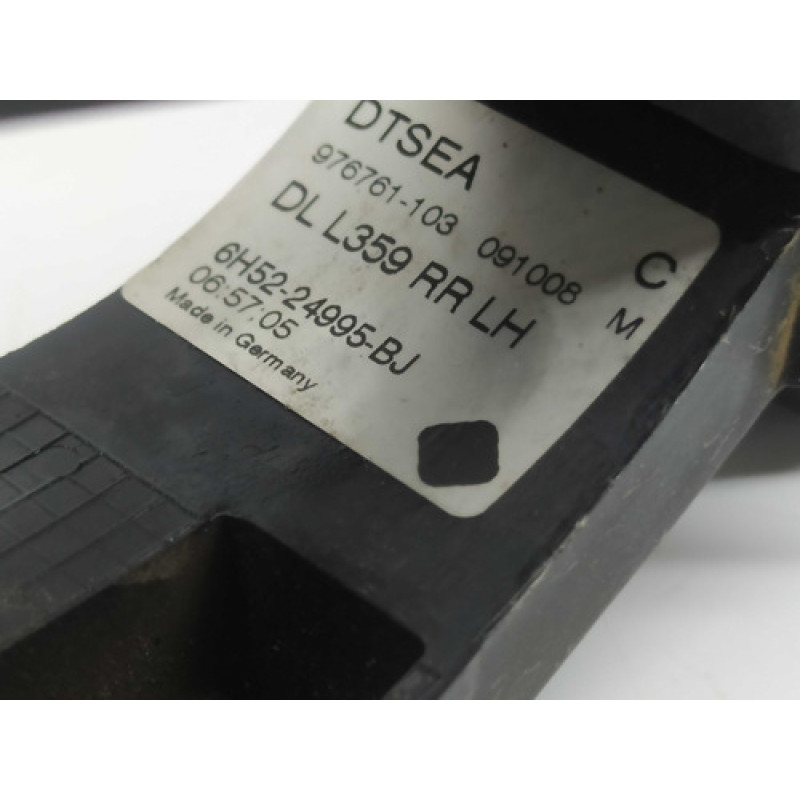 DTSEA
976761-103 091008 C
DL L359 RR LH M
6H52-24995-BJ
06:57:05
Made in Germany